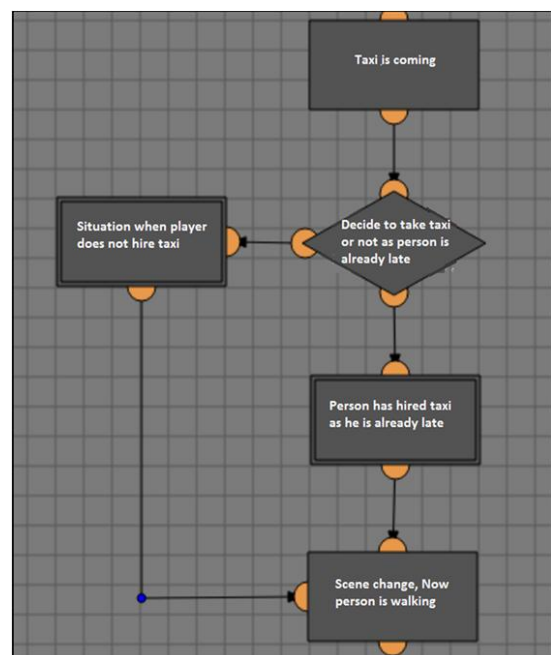 Taxi is coming
Situation when player
does not hire taxi
Decide to take taxi
or not as person is
already late
Person has hired taxi
as he is already late
Scene change, Now
person is walking